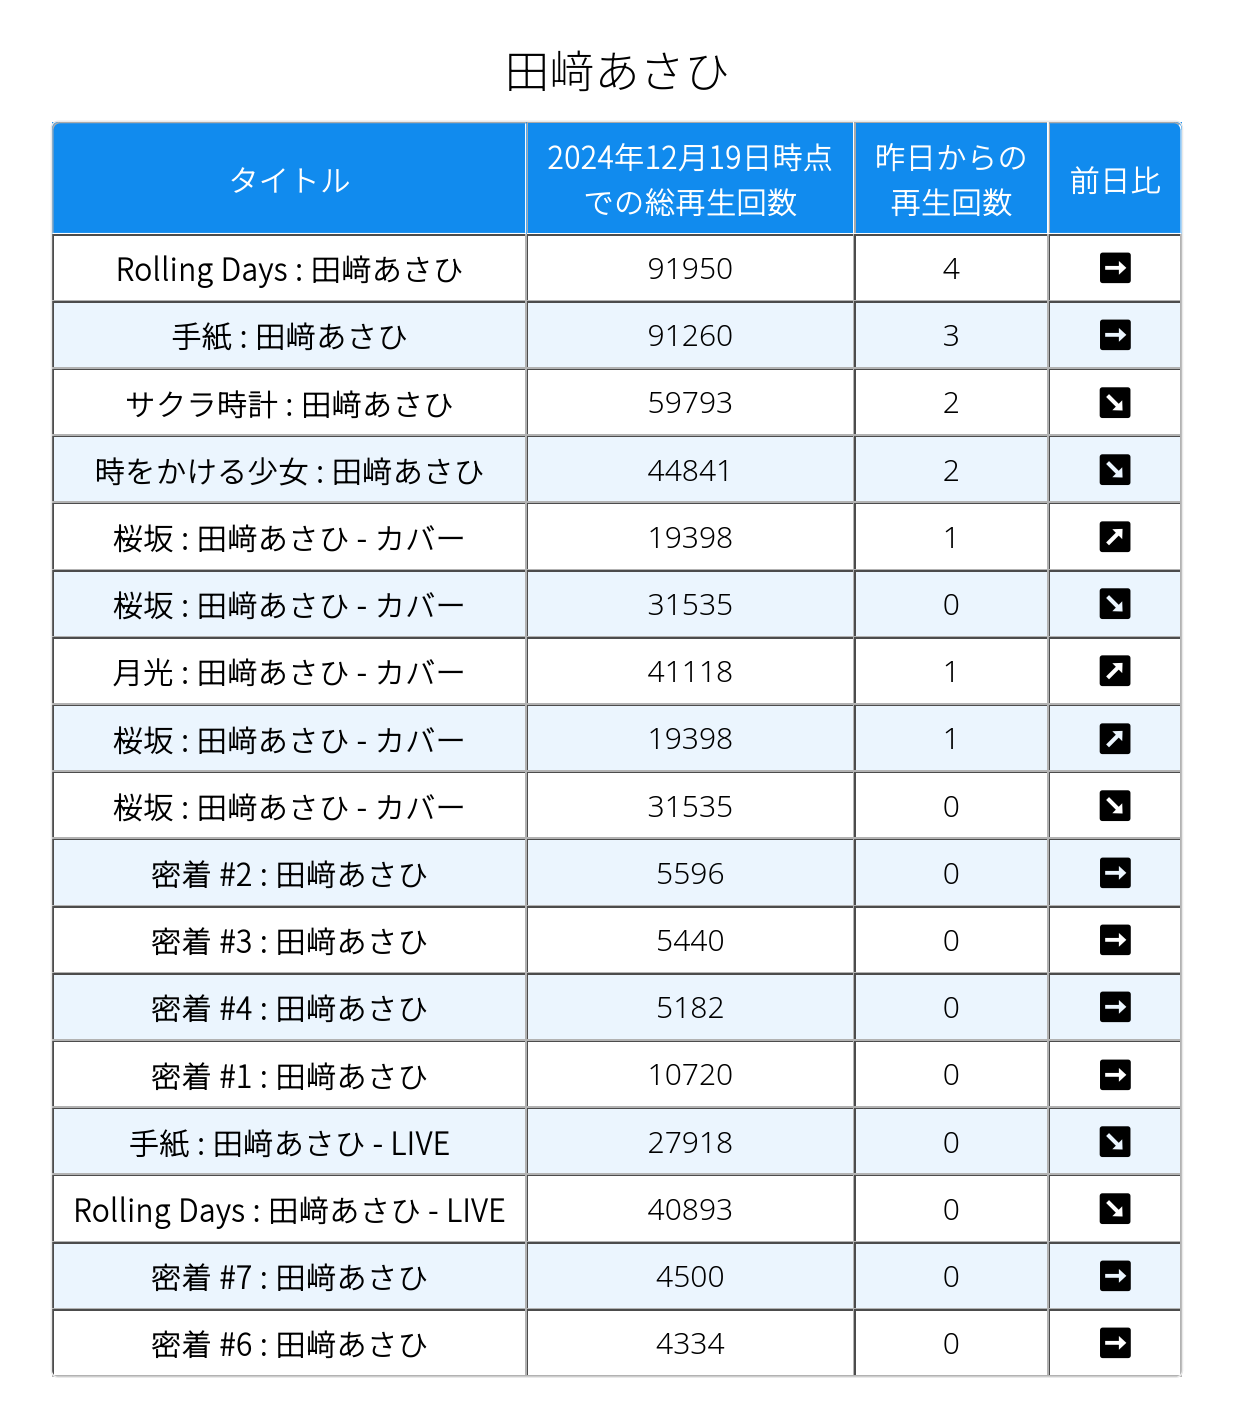 田﨑あさひ
タイトル 2024年12月19日時点 での総再生回数 昨日からの 再生回数 前日比
Rolling Days : 田﨑あさひ 91950 4 ➡
手紙 : 田﨑あさひ 91260 3 ➡
サクラ時計 : 田﨑あさひ 59793 2 ↘
時をかける少女 : 田﨑あさひ 44841 2 ↘
桜坂 : 田﨑あさひ - カバー 19398 1 ↗
桜坂 : 田﨑あさひ - カバー 31535 0 ↘
月光 : 田﨑あさひ - カバー 41118 1 ↗
桜坂 : 田﨑あさひ - カバー 19398 1 ↗
桜坂 : 田﨑あさひ - カバー 31535 0 ↘
密着 #2 : 田﨑あさひ 5596 0 ➡
密着 #3 : 田﨑あさひ 5440 0 ➡
密着 #4 : 田﨑あさひ 5182 0 ➡
密着 #1 : 田﨑あさひ 10720 0 ➡
手紙 : 田﨑あさひ - LIVE 27918 0 ↘
Rolling Days : 田﨑あさひ - LIVE 40893 0 ↘
密着 #7 : 田﨑あさひ 4500 0 ➡
密着 #6 : 田﨑あさひ 4334 0 ➡